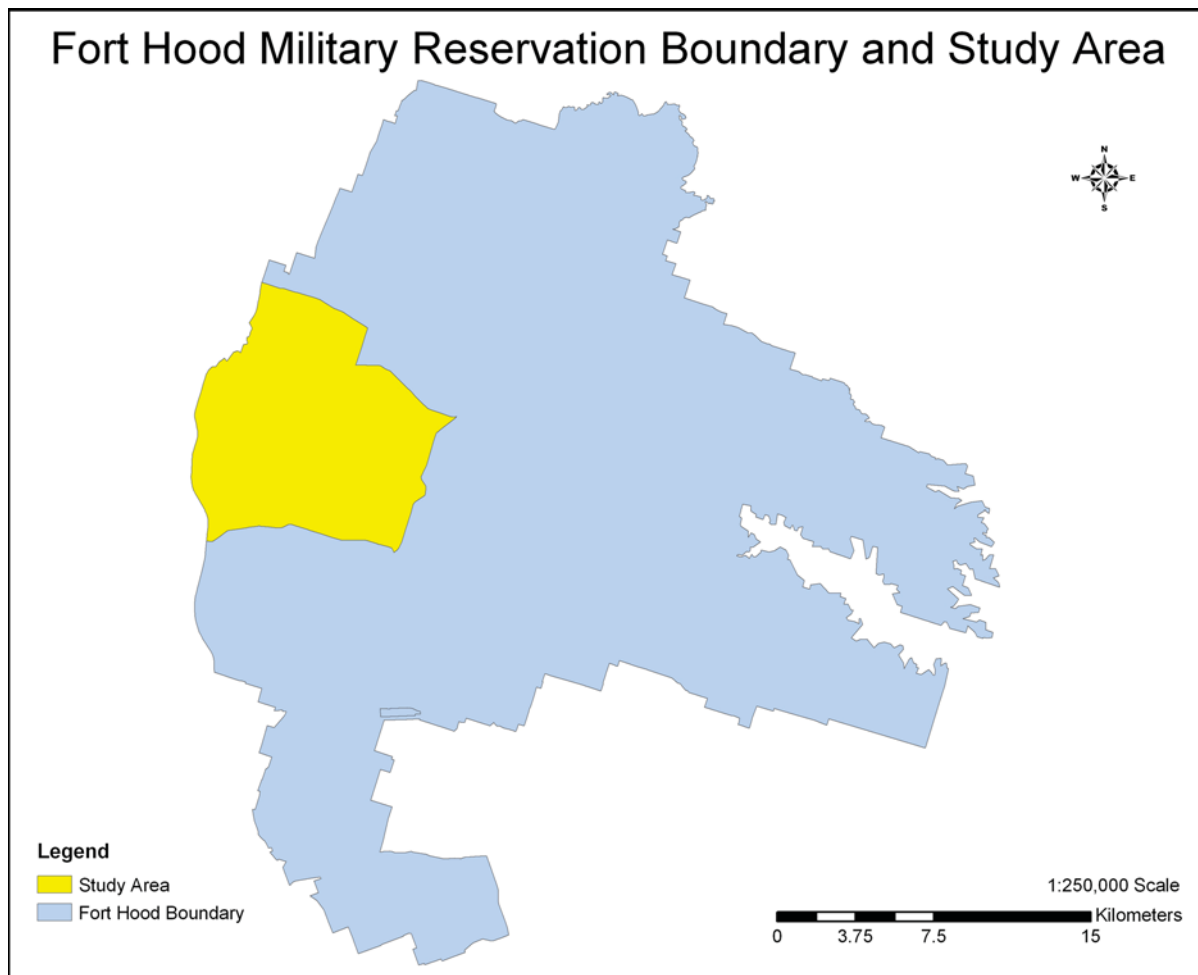 Fort Hood Military Reservation Boundary and Study Area
N
W E
S
Legend
Study Area
Fort Hood Boundary
1:250,000 Scale
Kilometers
0 3.75 7.5 15